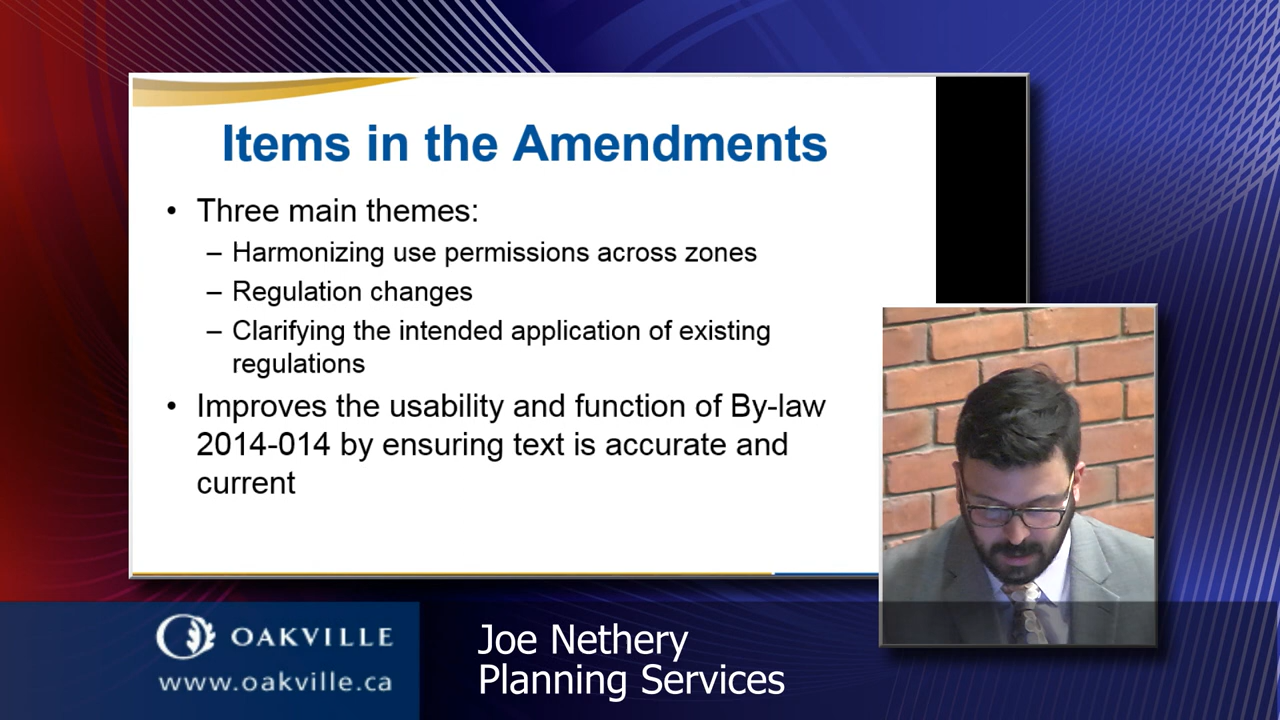 Items in the Amendments
• Three main themes:
– Harmonizing use permissions across zones
– Regulation changes
– Clarifying the intended application of existing
regulations
• Improves the usability and function of By-law
2014-014 by ensuring text is accurate and
current
OAKVILLE
www.oakville.ca
Joe Nethery
Planning Services